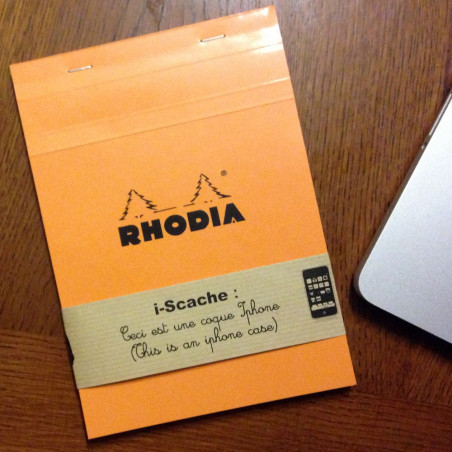 RHODIA®
i-Scache :
Ceci est une coque Iphone
(This is an iphone case)